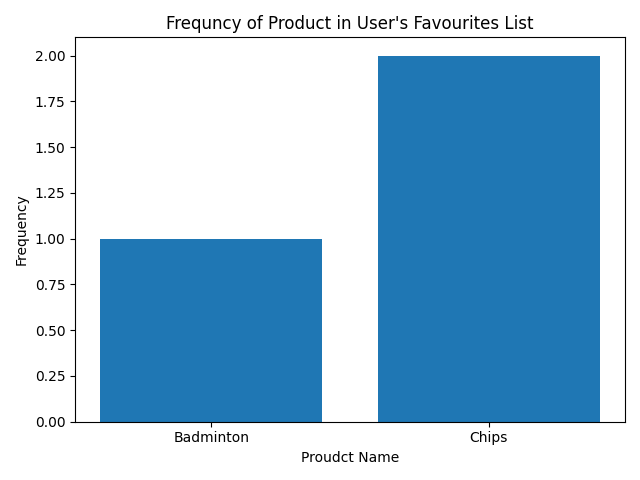 Frequncy of Product in User's Favourites List
2.00
1.75
1.50
1.25
1.00
0.75
0.50
0.25
0.00
Frequency
Badminton Chips
Proudct Name